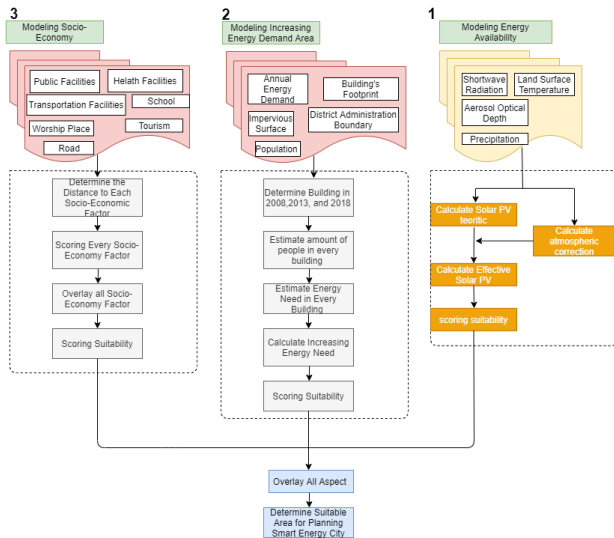 3
Modeling Socio-
Economy
Public Facilities
Helath Facilities
Transportation Facilities
School
Worship Place
Tourism
Road
Determine the
Distance to Each
Socio-Economic
Factor
Scoring Every Socio-
Economy Factor
Overlay all Socio-
Economy Factor
Scoring Suitability
2
Modeling Increasing
Energy Demand Area
Annual
Energy
Demand
Building's
Footprint
Impervious
Surface
District Administration
Boundary
Population
Determine Building in
2008,2013, and 2018
Estimate amount of
people in every
building
Estimate Energy
Need in Every
Building
Calculate Increasing
Energy Need
Scoring Suitability
1
Modeling Energy
Availability
Shortwave
Radiation
Land Surface
Temperature
Aerosol Optical
Depth
Precipitation
Calculate Solar PV
teoritic
Calculate
atmospheric
correction
Calculate Effective
Solar PV
scoring suitability
Overlay All Aspect
Determine Suitable
Area for Planning
Smart Energy City